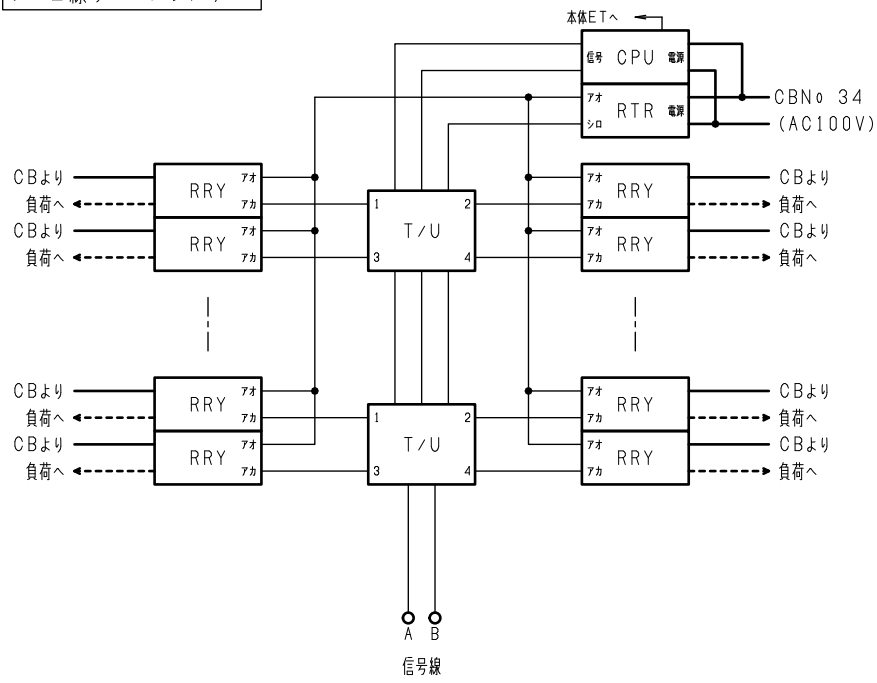 本体ETへ
信号 CPU 電源
アオ RTR 電源
シロ
CBNo 34
(AC100V)
CBより RRY アオ
負荷へ アカ
CBより RRY アオ
負荷へ アカ
1 2
T/U
3 4
アオ RRY CBより
アカ 負荷へ
アオ RRY CBより
アカ 負荷へ
CBより RRY アオ
負荷へ アカ
CBより RRY アオ
負荷へ アカ
1 2
T/U
3 4
アオ RRY CBより
アカ 負荷へ
アオ RRY CBより
アカ 負荷へ
A B
信号線